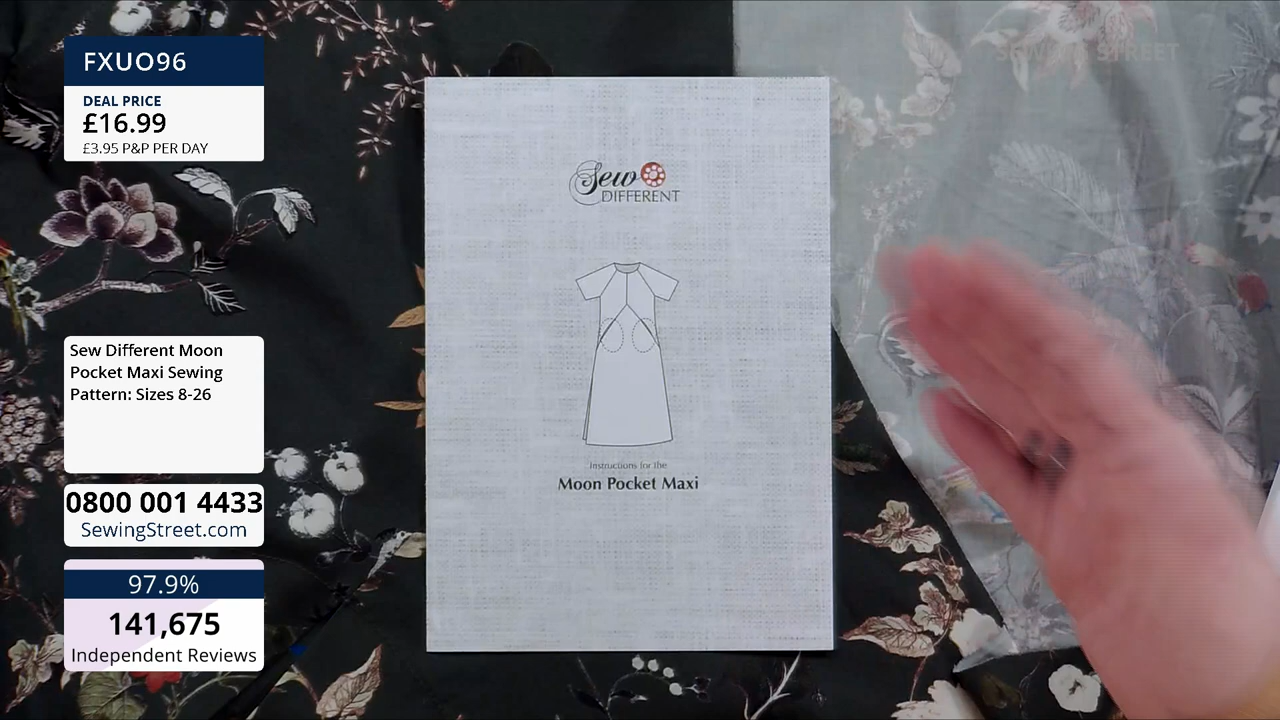 FXUO96
DEAL PRICE
£16.99
£3.95 P&P PER DAY
Sew Different Moon
Pocket Maxi Sewing
Pattern: Sizes 8-26
0800 001 4433
SewingStreet.com
97.9%
141,675
Independent Reviews
SEWING STREET
Sew
DIFFERENT
Instructions for the
Moon Pocket Maxi